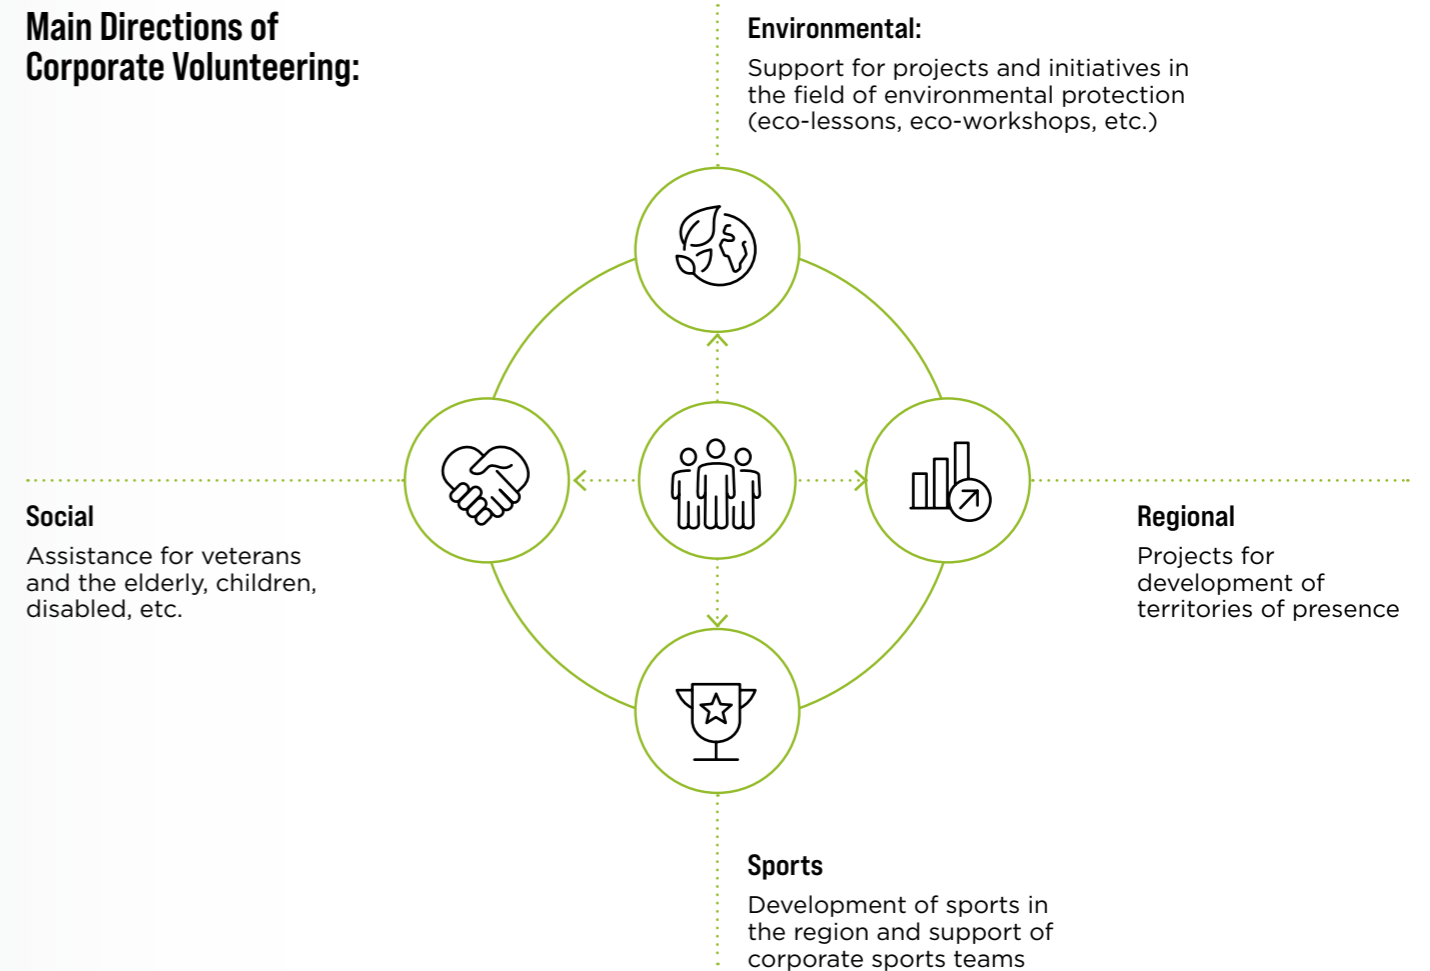 Main Directions of
Corporate Volunteering:
Environmental:
Support for projects and initiatives in
the field of environmental protection
(eco-lessons, eco-workshops, etc.)
Social
Assistance for veterans
and the elderly, children,
disabled, etc.
Regional
Projects for
development of
territories of presence
Sports
Development of sports in
the region and support of
corporate sports teams